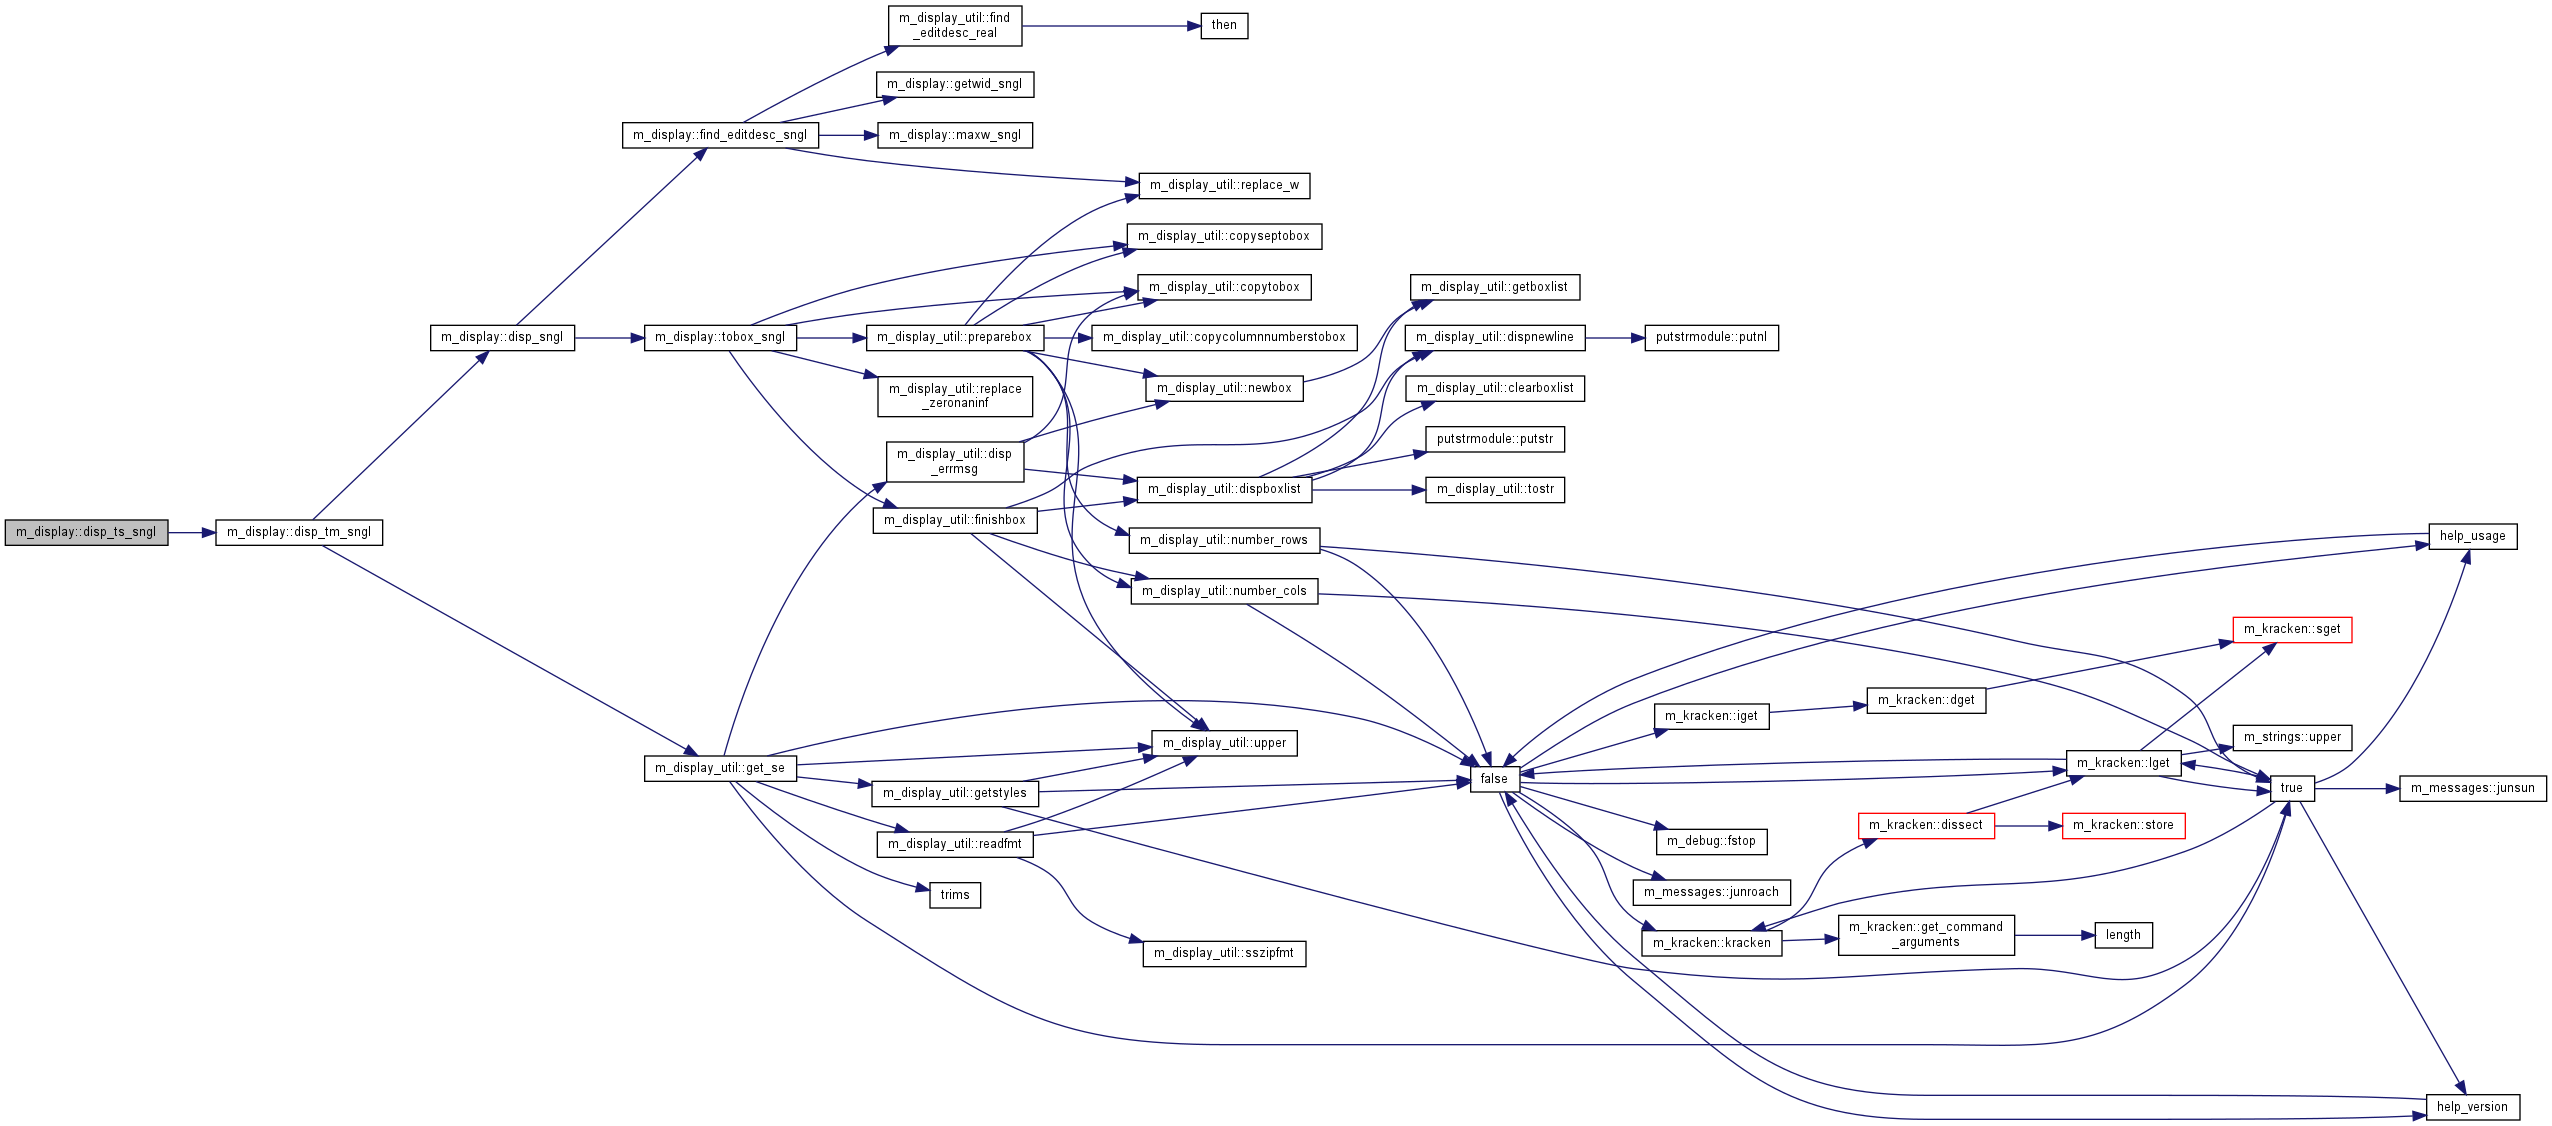 m_display_util::find
_editdesc_real
then
m_display::getwid_sngl
m_display::find_editdesc_sngl
m_display::maxw_sngl
m_display_util::replace_w
m_display_util::copyseptobox
m_display_util::copytobox
m_display_util::getboxlist
m_display::disp_sngl
m_display::tobox_sngl
m_display_util::preparebox
m_display_util::copycolumnnumberstobox
m_display_util::dispnewline
putstrmodule::putnl
m_display_util::replace
_zeronaninf
m_display_util::newbox
m_display_util::clearboxlist
m_display_util::disp
_errmsg
putstrmodule::putstr
m_display_util::dispboxlist
m_display_util::tostr
m_display::disp_ts_sngl
m_display::disp_tm_sngl
m_display_util::finishbox
m_display_util::number_rows
help_usage
m_display_util::number_cols
m_kracken::sget
m_kracken::dget
m_kracken::iget
m_display_util::upper
m_strings::upper
m_display_util::get_se
false
m_kracken::lget
true
m_messages::junsun
m_display_util::getstyles
m_kracken::dissect
m_kracken::store
m_display_util::readfmt
m_debug::fstop
trims
m_messages::junroach
m_kracken::kracken
m_kracken::get_command
_arguments
length
m_display_util::sszipfmt
help_version